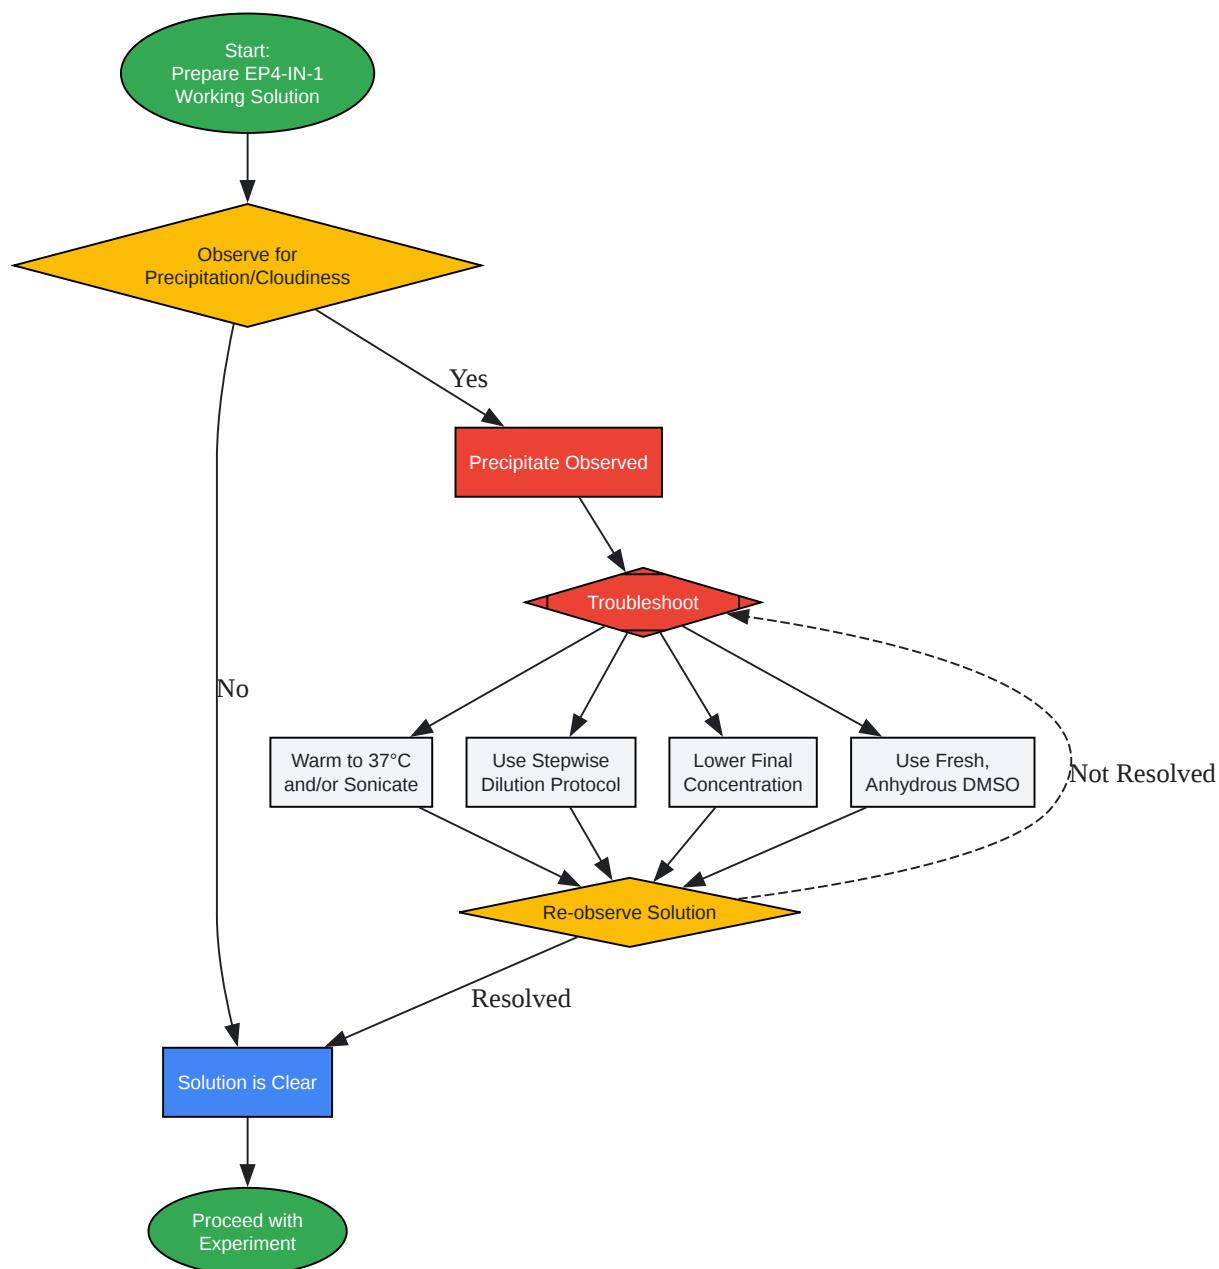 Start:
Prepare EP4-IN-1
Working Solution
Observe for
Precipitation/Cloudiness
Yes
Precipitate Observed
Troubleshoot
No
Warm to 37°C
and/or Sonicate
Use Stepwise
Dilution Protocol
Lower Final
Concentration
Use Fresh,
Anhydrous DMSO
Not Resolved
Re-observe Solution
Resolved
Solution is Clear
Proceed with
Experiment